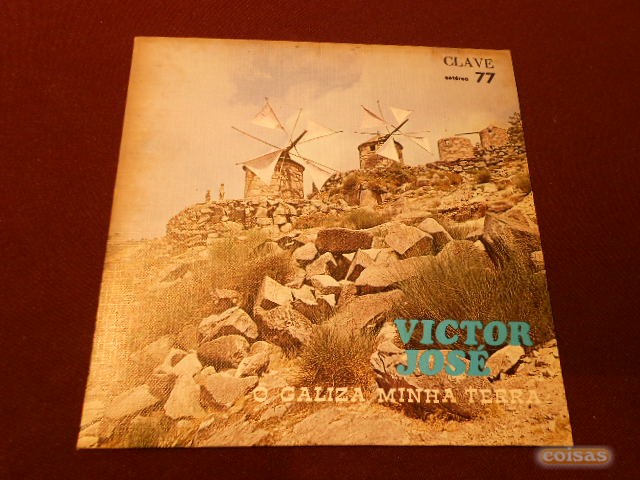 CLAVE
estéreo 77
VICTOR
JOSÉ
Ó GALIZA MINHA TERRA
coisas